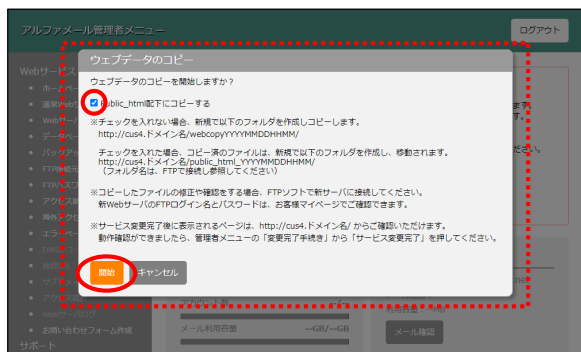 アルファメール管理者メニュー
ログアウト
ウェブデータのコピー
ウェブデータのコピーを開始しますか？
Public_html配下にコピーする
※チェックを入れない場合、新規で以下のフォルダを作成しコピーします。
http://cus4.ドメイン名/webcopyYYYYMMDDHHMM/
チェックを入れた場合、コピー済のファイルは、新規で以下のフォルダを作成し、移動されます。
http://cus4.ドメイン名/public_html_YYYYMMDDHHMM/
（フォルダ名は、FTPで接続し参照してください）
※コピーしたファイルの修正や確認をする場合、FTPソフトで新サーバに接続してください。
新WebサーバのFTPログイン名とパスワードは、お客様マイページでご確認できます。
※サービス変更完了後に表示されるページは、http://cus4.ドメイン名/ からご確認いただけます。
動作確認ができましたら、管理者メニューの「変更完了手続き」から「サービス変更完了」を押してください。
開始
キャンセル
Webサービス
アカウント数
--/--
メール利用容量
--GB/--GB
メール確認
お問い合わせフォーム作成
サポート